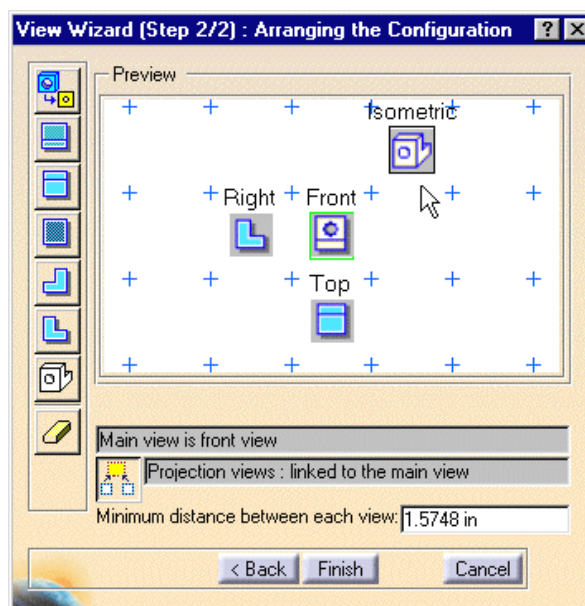 View Wizard (Step 2/2) : Arranging the Configuration
Preview
Isometric
Right Front
Top
Main view is front view
Projection views : linked to the main view
Minimum distance between each view: 1.5748 in
< Back Finish Cancel